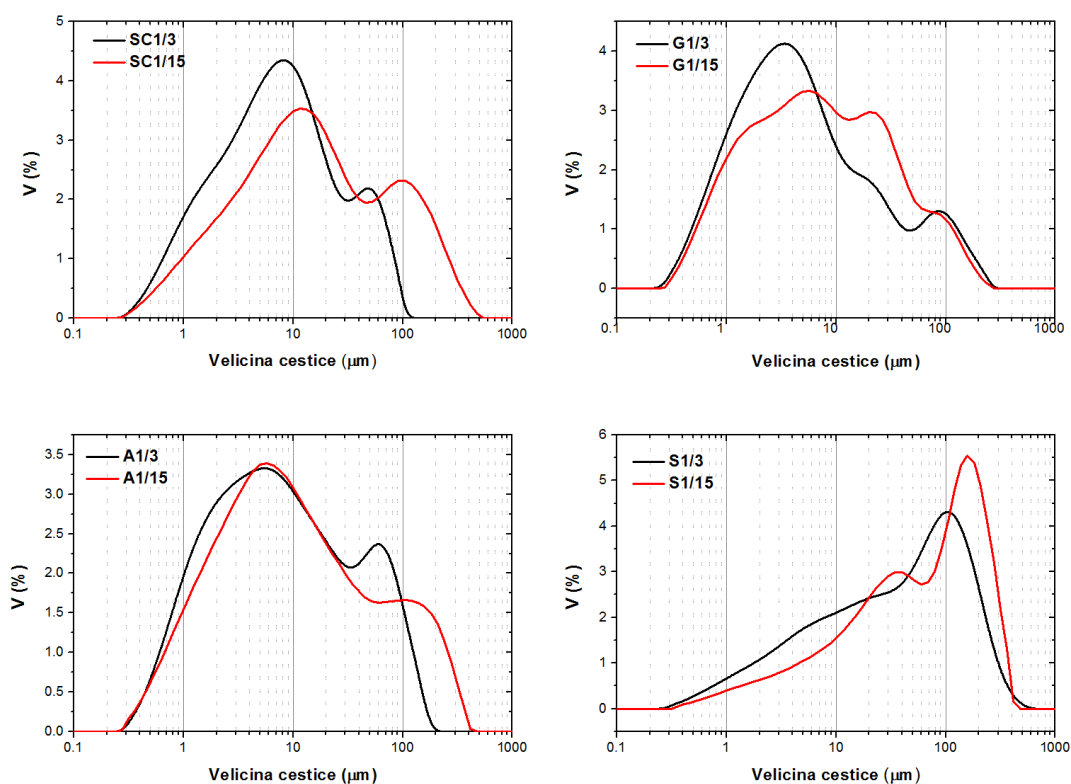 SC1/3
SC1/15
5
4
3
2
1
0
V (%)
0.1 1 10 100 1000
Velicina cestice (μm)
G1/3
G1/15
4
3
2
1
0
V (%)
0.1 1 10 100 1000
Velicina cestice (μm)
A1/3
A1/15
3.5
3.0
2.5
2.0
1.5
1.0
0.5
0.0
V (%)
0.1 1 10 100 1000
Velicina cestice (μm)
S1/3
S1/15
6
5
4
3
2
1
0
V (%)
0.1 1 10 100 1000
Velicina cestice (μm)